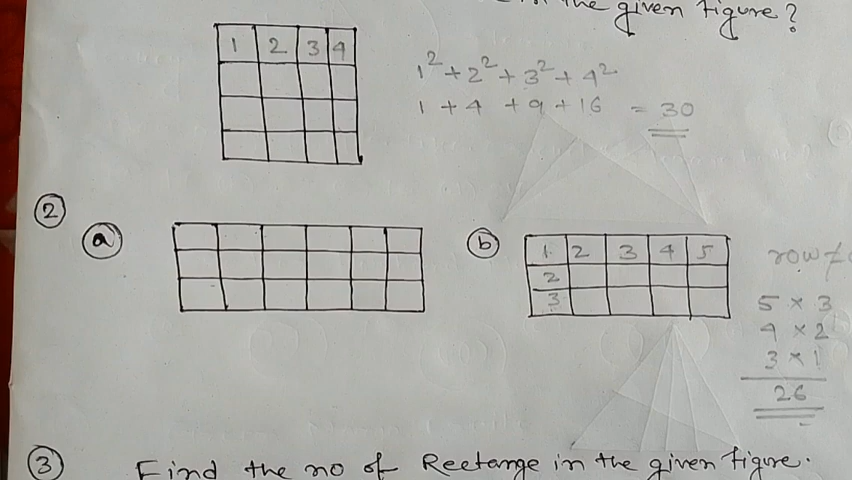 the given figure?
1 2 3 4
1² + 2² + 3² + 4²
1 + 4 + 9 + 16 = 30
2
a
b
1 2 3 4 5
2
3
row ≠
5 × 3
4 × 2
3 × 1
26
3 Find the no of Rectange in the given figure.